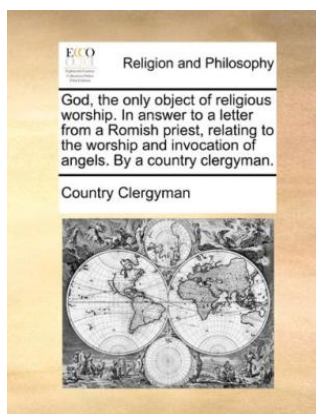 ECCO
Religion and Philosophy
God, the only object of religious
worship. In answer to a letter
from a Romish priest, relating to
the worship and invocation of
angels. By a country clergyman.
Country Clergyman